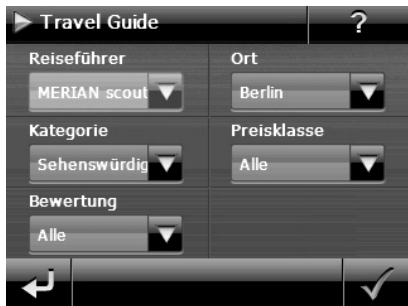 Travel Guide ?
Reiseführer
MERIAN scout
Ort
Berlin
Kategorie
Sehenswürdig
Preisklasse
Alle
Bewertung
Alle